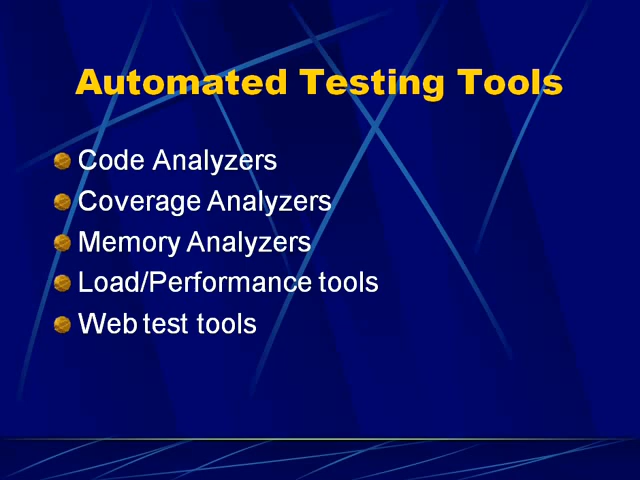 Automated Testing Tools
Code Analyzers
Coverage Analyzers
Memory Analyzers
Load/Performance tools
Web test tools